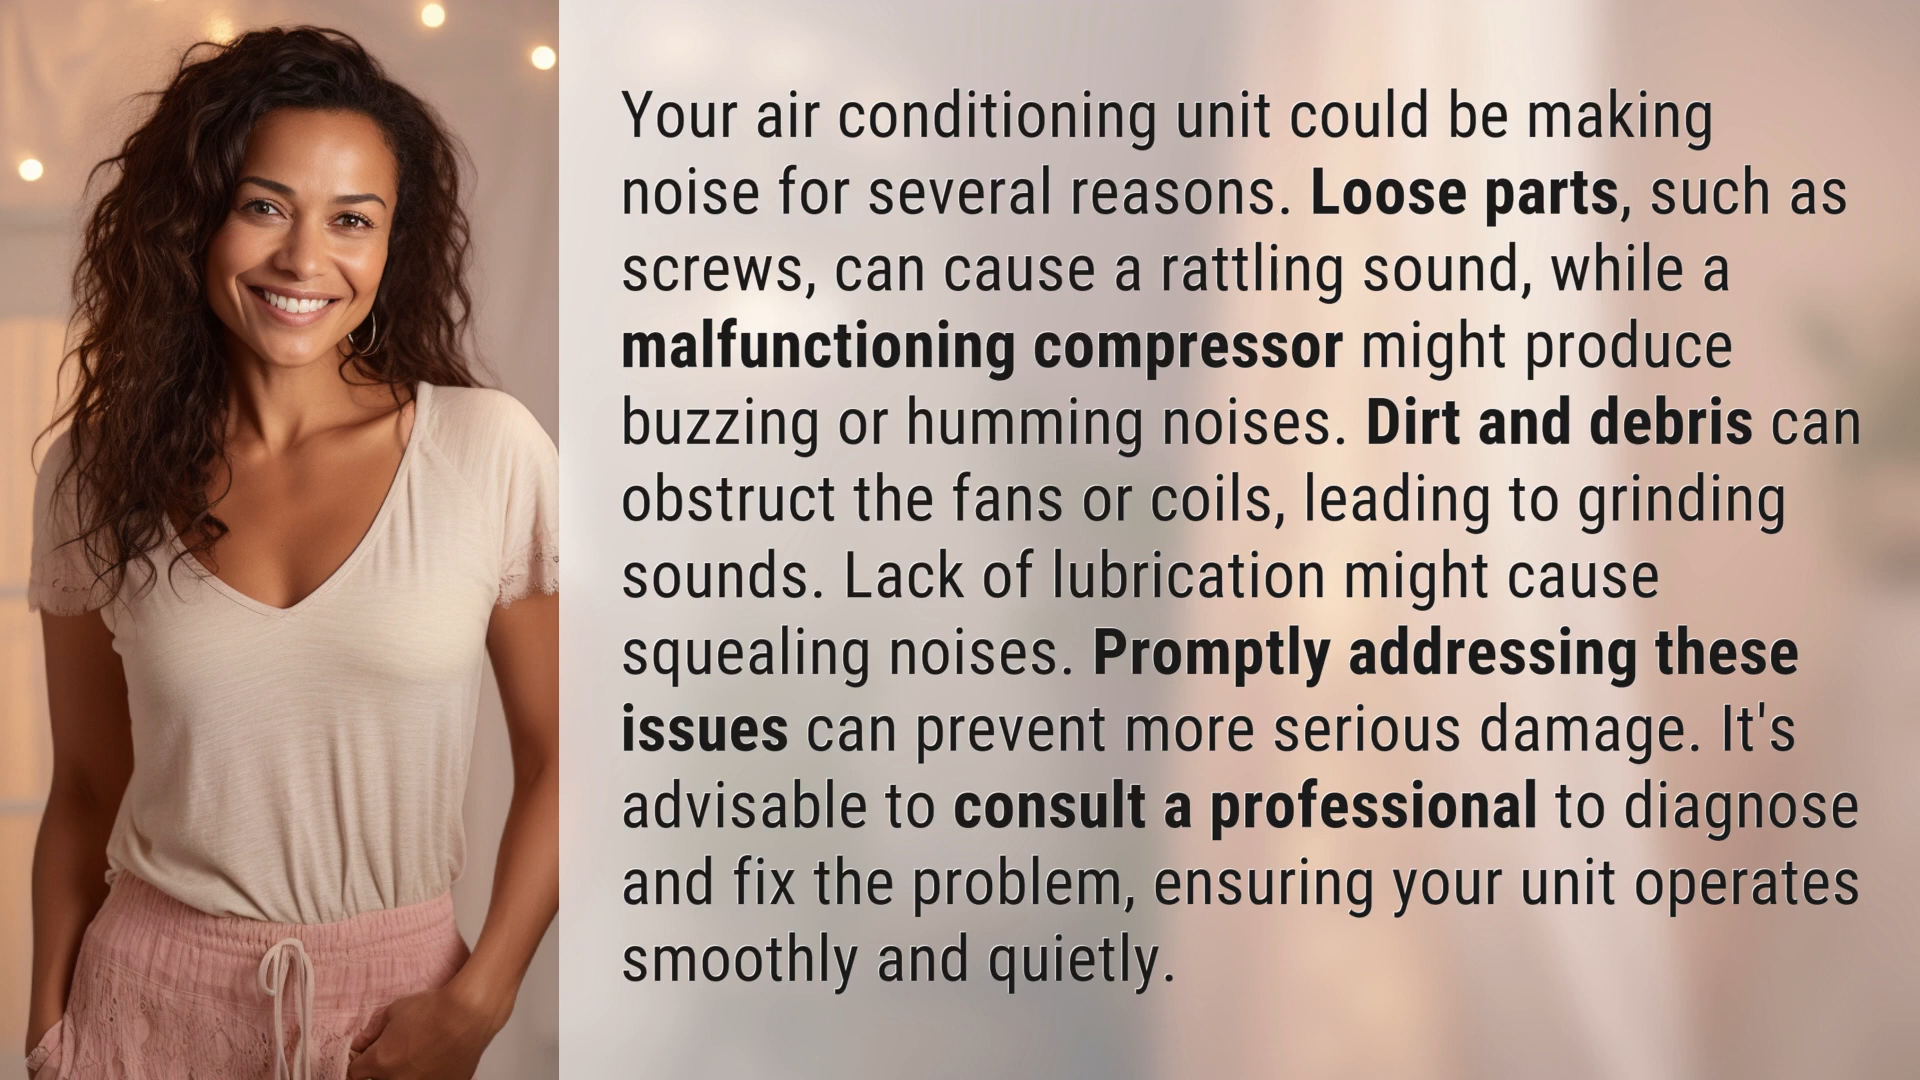 Your air conditioning unit could be making
noise for several reasons. Loose parts, such as
screws, can cause a rattling sound, while a
malfunctioning compressor might produce
buzzing or humming noises. Dirt and debris can
obstruct the fans or coils, leading to grinding
sounds. Lack of lubrication might cause
squealing noises. Promptly addressing these
issues can prevent more serious damage. It's
advisable to consult a professional to diagnose
and fix the problem, ensuring your unit operates
smoothly and quietly.